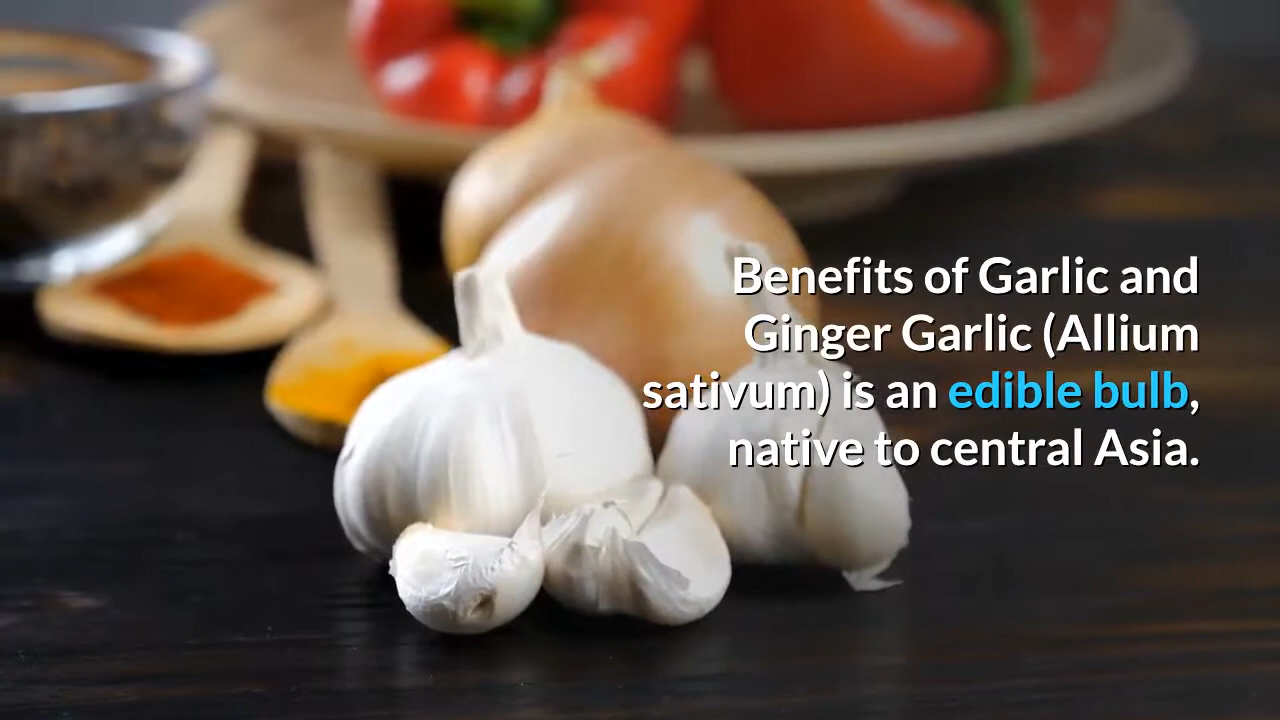 Benefits of Garlic and
Ginger Garlic (Allium
sativum) is an edible bulb,
native to central Asia.